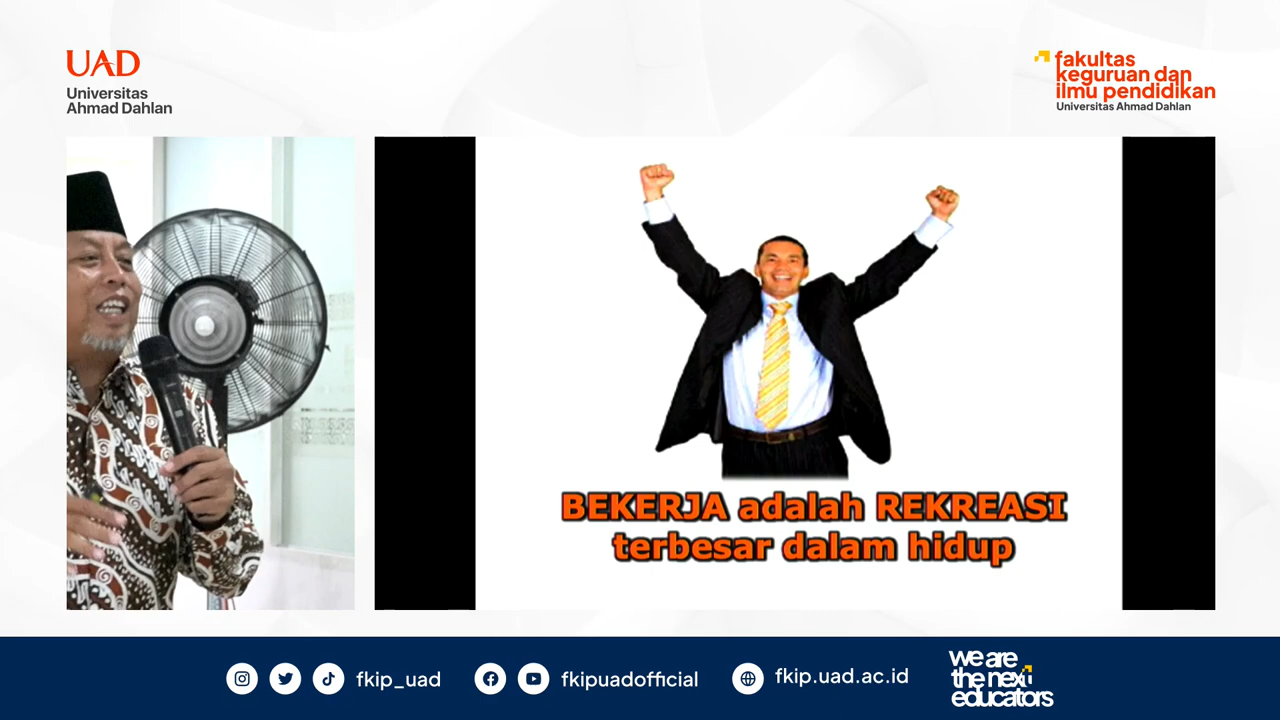 UAD
Universitas
Ahmad Dahlan
fakultas
keguruan dan
ilmu pendidikan
Universitas Ahmad Dahlan
BEKERJA adalah REKREASI
terbesar dalam hidup
fkip_uad
fkipuadofficial
fkip.uad.ac.id
we are
the next
educators